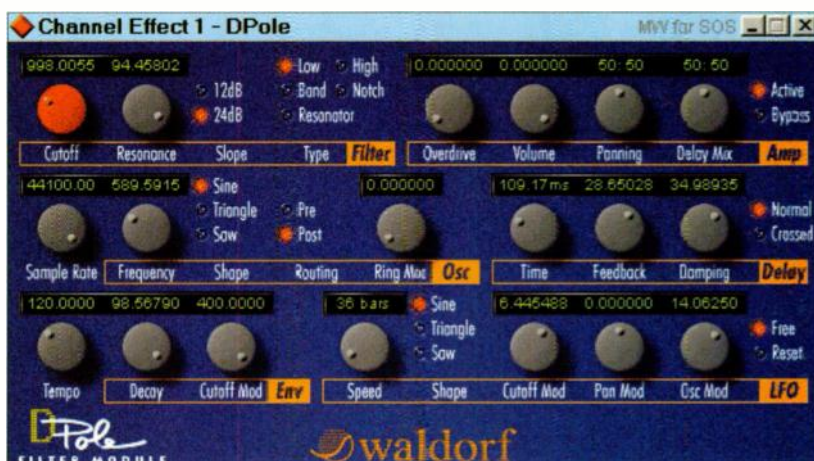 Channel Effect 1 - DPole
MW for SOS
998.0055 94.45802
Low High
0.000000 0.000000 50:50 50:50
12dB
Band Notch
Active
24dB
Resonator
Bypass
Cutoff Resonance Slope Type Filter
Overdrive Volume Panning Delay Mix Amp
44100.00 589.5915
Sine
0.000000
109.17ms 28.65028 34.98935
Triangle
Pre
Normal
Saw
Post
Crossed
Sample Rate Frequency Shape Routing Ring Mix Osc
Time Feedback Damping Delay
120.0000 98.56790 400.0000
36 bars
Sine
6.445488 0.000000 14.06250
Triangle
Free
Saw
Reset
Tempo Decay Cutoff Mod Env
Speed Shape Cutoff Mod Pan Mod Osc Mod LFO
D-Pole
FILTER MODULE
waldorf